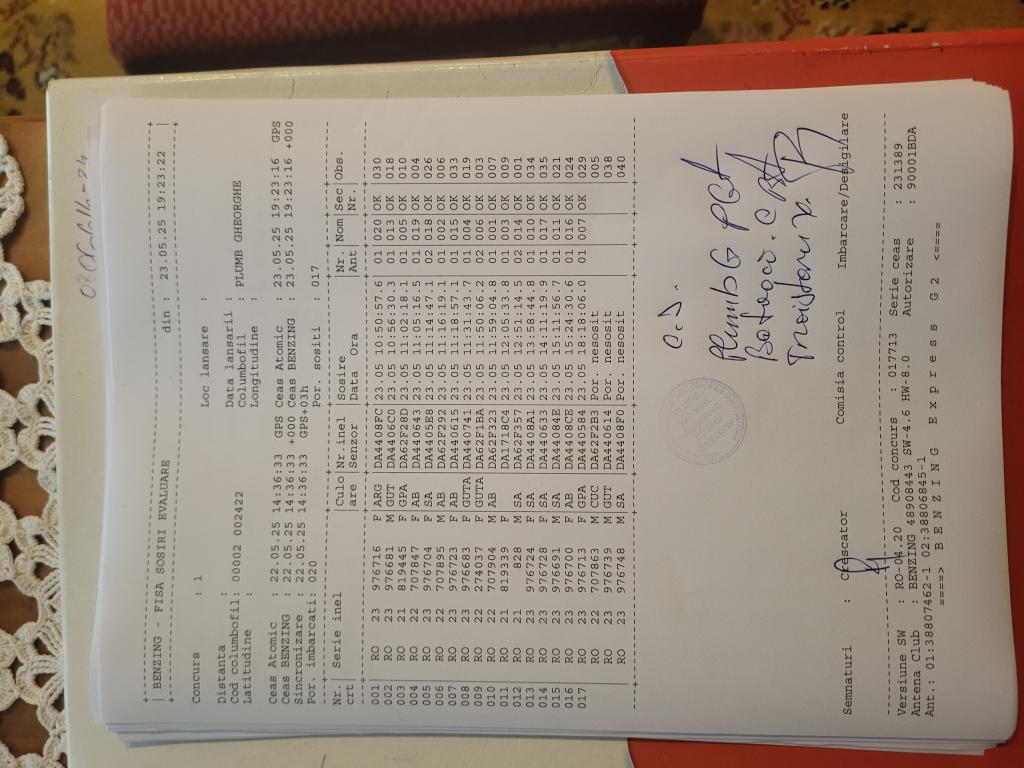 | BENZING - FISA SOSIRI EVALUARE din : 23.05.25 19:23:22 |
Concurs : 1 Loc lansare :
Distanta : Data lansarii :
Cod columbofil: 00002 002422 Columbofil : PLUMB GHEORGHE
Latitudine : Longitudine :
Ceas Atomic : 22.05.25 14:36:33 GPS Ceas Atomic : 23.05.25 19:23:16 GPS
Ceas BENZING : 22.05.25 14:36:33 +000 Ceas BENZING : 23.05.25 19:23:16 +000
Sincronizare : 22.05.25 14:36:33 GPS+03h
Por. imbarcati: 020 Por. sositi : 017
Nr| Serie inel |Culo|Nr.inel |Sosire |Nr. |Nom |Sec|Obs.
crt |are |Senzor |Data Ora |Ant | |Nr.
001| RO 23 976716 F|ARG |DA4408FC|23.05 10:50:57.6|01 |020 |OK |030
002| RO 23 976681 M|GUT |DA4406C0|23.05 10:56:30.3|01 |013 |OK |018
003| RO 21 819445 F|GPA |DA62F28D|23.05 11:02:18.1|01 |005 |OK |010
004| RO 22 707847 F|AB |DA440643|23.05 11:05:16.5|01 |019 |OK |004
005| RO 23 976704 F|SA |DA4405E8|23.05 11:14:47.1|02 |018 |OK |026
006| RO 22 707895 M|AB |DA62F292|23.05 11:16:19.1|01 |002 |OK |006
007| RO 23 976723 F|AB |DA440615|23.05 11:18:57.1|01 |015 |OK |033
008| RO 23 976683 F|GUTA|DA440741|23.05 11:31:43.7|01 |004 |OK |019
009| RO 22 274037 F|GUTA|DA62F1BA|23.05 11:50:06.2|02 |006 |OK |003
010| RO 22 707904 M|AB |DA62F323|23.05 11:59:04.8|01 |001 |OK |007
011| RO 21 819339 F| |DA1718C4|23.05 12:05:33.8|01 |003 |OK |009
012| RO 21 828 M|SA |DA62F357|23.05 12:51:14.5|02 |014 |OK |001
013| RO 23 976724 F|SA |DA4408A1|23.05 13:58:44.8|01 |010 |OK |034
014| RO 23 976728 F|SA |DA440633|23.05 14:11:19.9|01 |017 |OK |035
015| RO 23 976691 M|SA |DA44084E|23.05 15:11:56.7|01 |011 |OK |021
016| RO 23 976700 F|AB |DA4408CE|23.05 15:24:30.6|01 |016 |OK |024
017| RO 23 976713 F|GPA |DA440584|23.05 18:18:06.0|01 |007 |OK |029
RO 22 707863 M|CUC |DA62F2B3|Por. nesosit 005
RO 23 976739 M|GUT |DA440614|Por. nesosit 038
RO 23 976748 M|SA |DA4408F0|Por. nesosit 040
C.D.
Plumb G PGH
Semnaturi : Crescator Comisia control Imbarcare/Desigilare
Versiune SW : RO-04.20 Cod concurs : 017713 Serie ceas : 231389
Antena Club : BENZING 48908443 SW-4.6 HW-8.0 Autorizare : 90001BDA
Ant.: 01:38807462-1 02:38806845-1
====> B E N Z I N G E x p r e s s G 2 <====